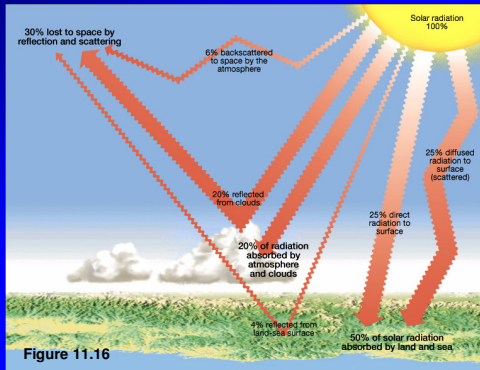 Solar radiation
100%
30% lost to space by
reflection and scattering
6% backscattered
to space by the
atmosphere
25% diffused
radiation to
surface
(scattered)
20% reflected
from clouds
25% direct
radiation to
surface
20% of radiation
absorbed by
atmosphere
and clouds
4% reflected from
land-sea surface
50% of solar radiation
absorbed by land and sea
Figure 11.16